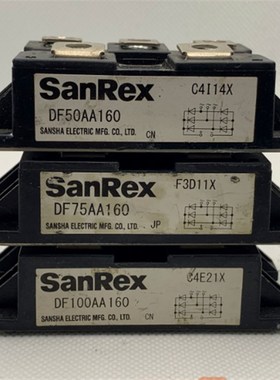 SanRex C4I14X
DF50AA160
SANSHA ELECTRIC MFG. CO., LTD. CN
SanRex F3D11X
DF75AA160
SANSHA ELECTRIC MFG. CO., LTD. JP
SanRex C4E21X
DF100AA160
SANSHA ELECTRIC MFG. CO., LTD. CN